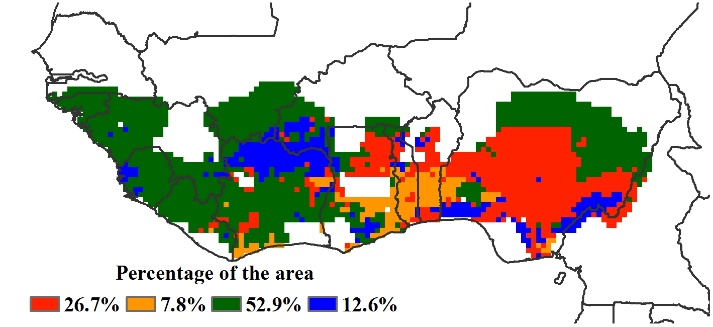 Percentage of the area
26.7% 7.8% 52.9% 12.6%